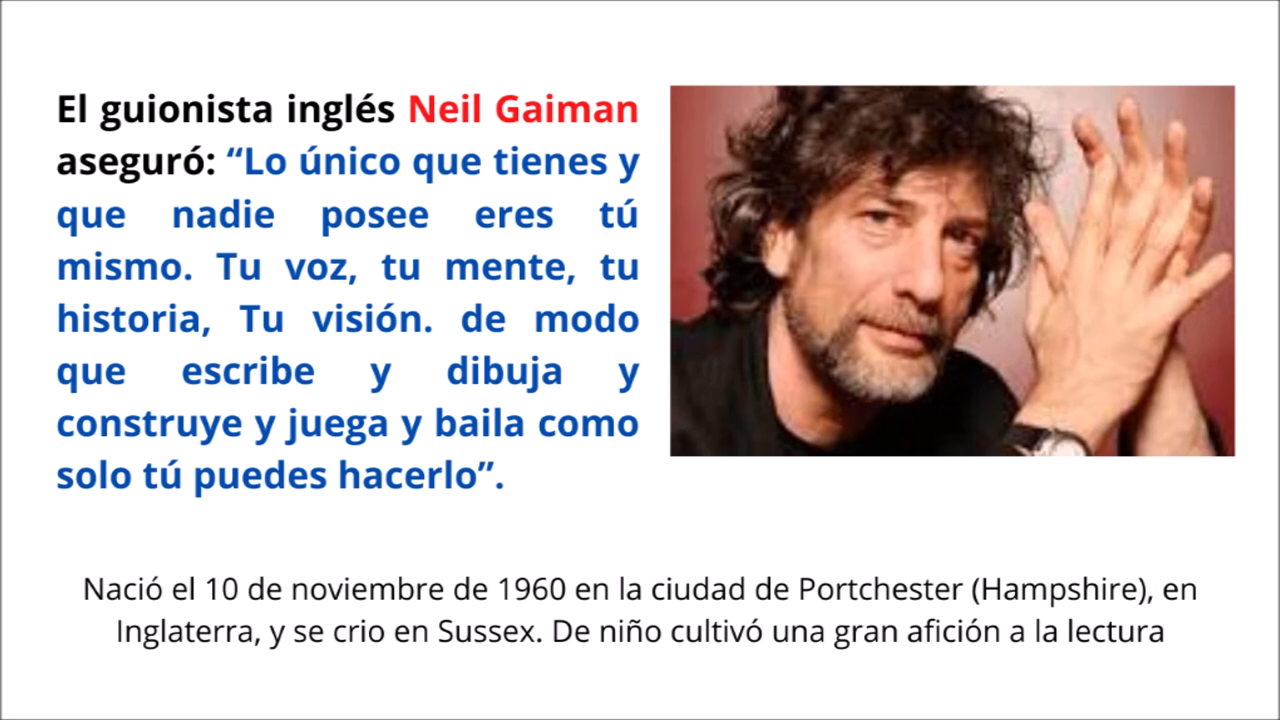 El guionista inglés Neil Gaiman
aseguró: “Lo único que tienes y
que nadie posee eres tú
mismo. Tu voz, tu mente, tu
historia, Tu visión. de modo
que escribe y dibuja y
construye y juega y baila como
solo tú puedes hacerlo”.
Nació el 10 de noviembre de 1960 en la ciudad de Portchester (Hampshire), en
Inglaterra, y se crio en Sussex. De niño cultivó una gran afición a la lectura